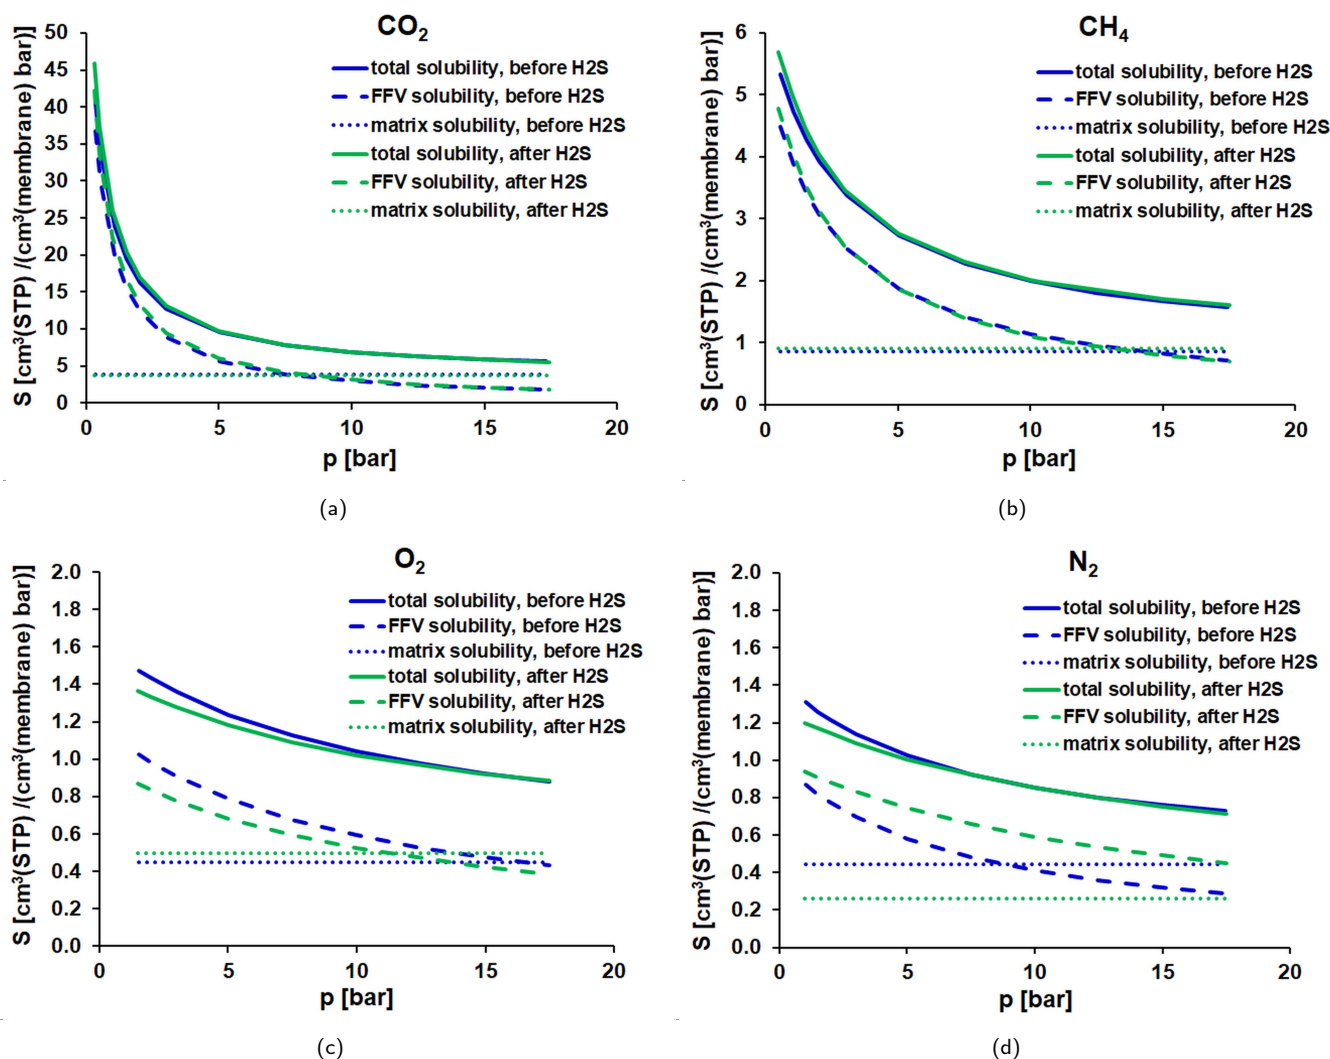 CO2
S [cm³(STP) /(cm³(membrane) bar)]
50
45
40
35
30
25
20
15
10
5
0
total solubility, before H2S
FFV solubility, before H2S
matrix solubility, before H2S
total solubility, after H2S
FFV solubility, after H2S
matrix solubility, after H2S
0 5 10 15 20
p [bar]
(a)
CH4
S [cm³(STP) /(cm³(membrane) bar)]
6
5
4
3
2
1
0
total solubility, before H2S
FFV solubility, before H2S
matrix solubility, before H2S
total solubility, after H2S
FFV solubility, after H2S
matrix solubility, after H2S
0 5 10 15 20
p [bar]
(b)
O2
S [cm³(STP) /(cm³(membrane) bar)]
2.0
1.8
1.6
1.4
1.2
1.0
0.8
0.6
0.4
0.2
0.0
total solubility, before H2S
FFV solubility, before H2S
matrix solubility, before H2S
total solubility, after H2S
FFV solubility, after H2S
matrix solubility, after H2S
0 5 10 15 20
p [bar]
(c)
N2
S [cm³(STP) /(cm³(membrane) bar)]
2.0
1.8
1.6
1.4
1.2
1.0
0.8
0.6
0.4
0.2
0.0
total solubility, before H2S
FFV solubility, before H2S
matrix solubility, before H2S
total solubility, after H2S
FFV solubility, after H2S
matrix solubility, after H2S
0 5 10 15 20
p [bar]
(d)